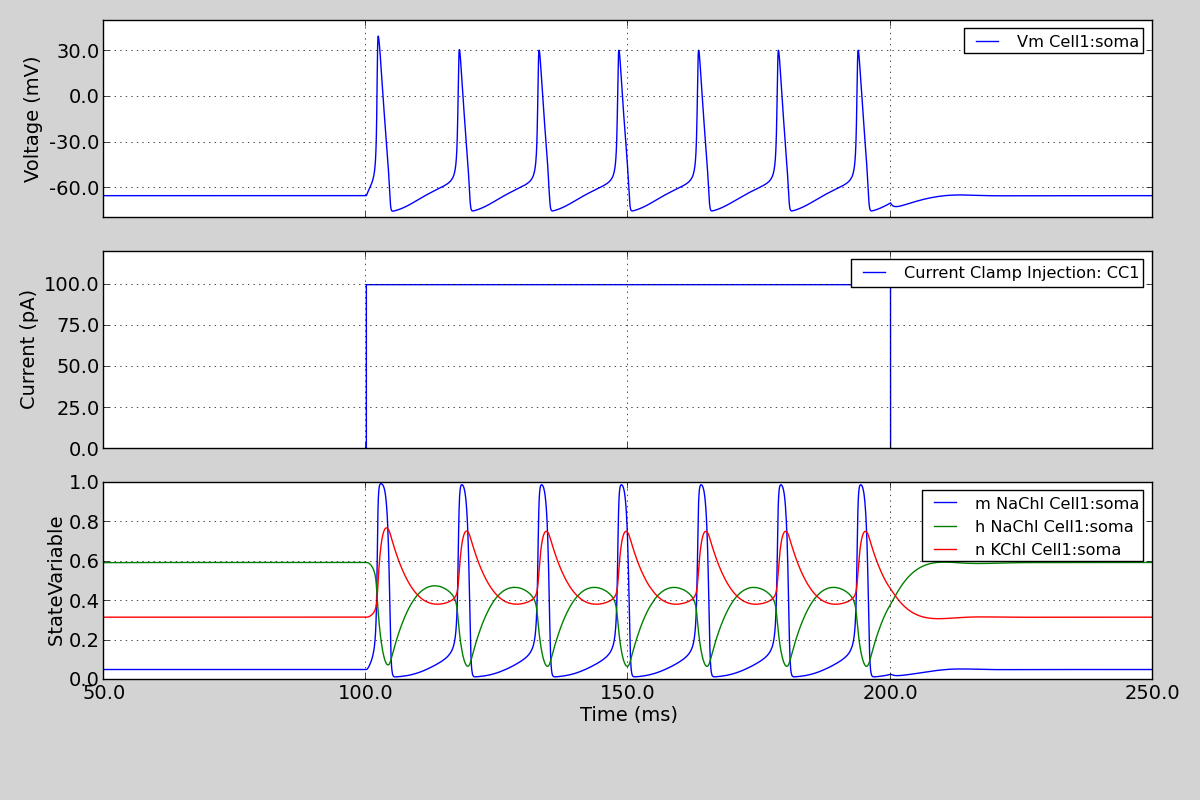 Voltage (mV)
30.0
0.0
-30.0
-60.0
Vm Cell1:soma
Current (pA)
100.0
75.0
50.0
25.0
0.0
Current Clamp Injection: CC1
StateVariable
1.0
0.8
0.6
0.4
0.2
0.0
m NaChl Cell1:soma
h NaChl Cell1:soma
n KChl Cell1:soma
50.0 100.0 150.0 200.0 250.0
Time (ms)